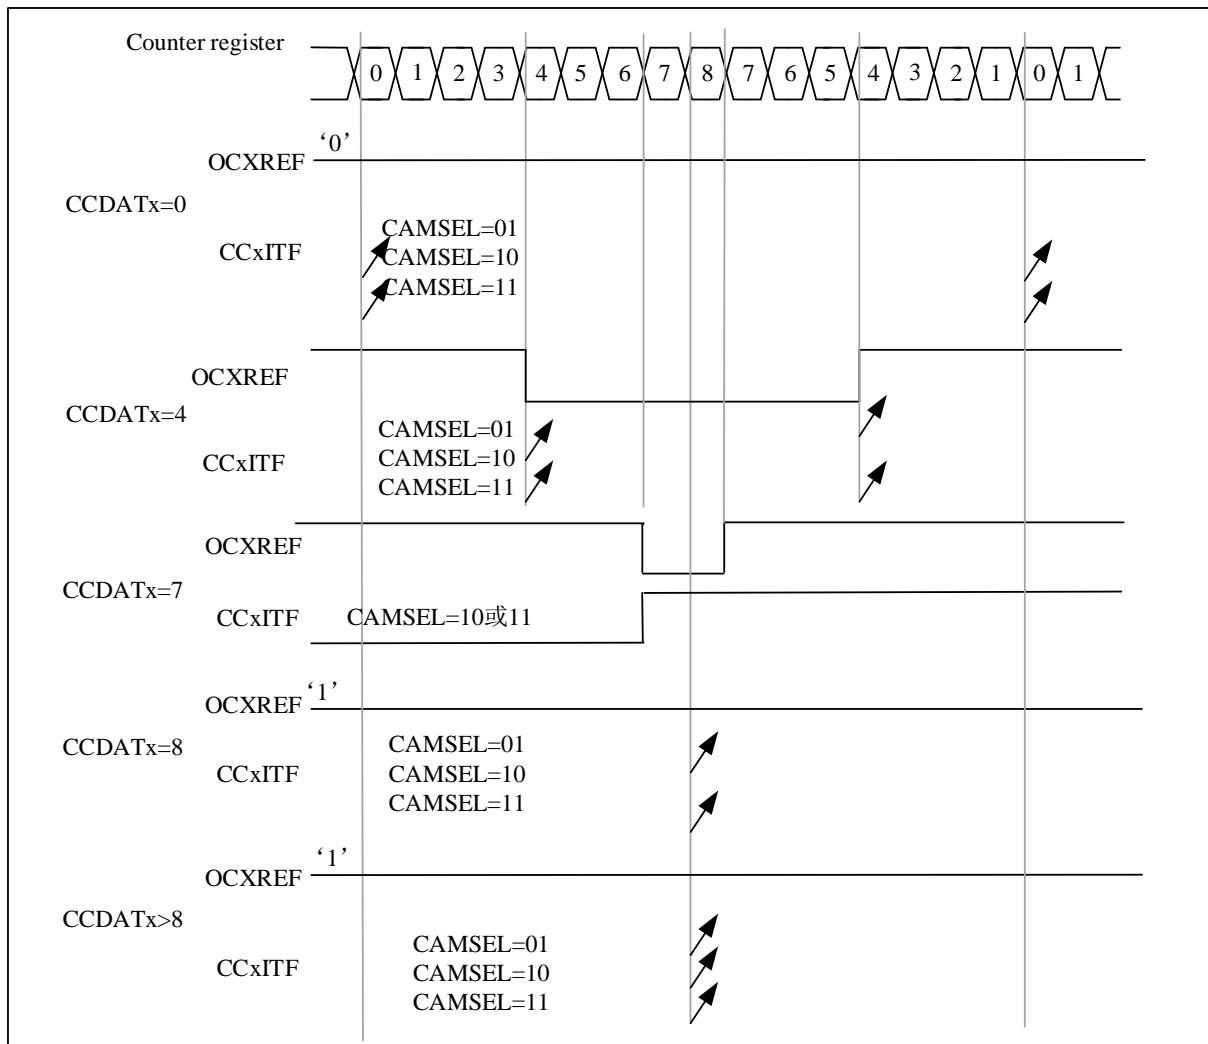 Counter register
0 1 2 3 4 5 6 7 8 7 6 5 4 3 2 1 0 1
‘0’
OCXREF
CCDATx=0
CAMSEL=01
CCxITF
CAMSEL=10
CAMSEL=11
OCXREF
CCDATx=4
CAMSEL=01
CCxITF
CAMSEL=10
CAMSEL=11
OCXREF
CCDATx=7
CCxITF
CAMSEL=10或11
‘1’
OCXREF
CCDATx=8
CAMSEL=01
CCxITF
CAMSEL=10
CAMSEL=11
‘1’
OCXREF
CCDATx>8
CAMSEL=01
CCxITF
CAMSEL=10
CAMSEL=11